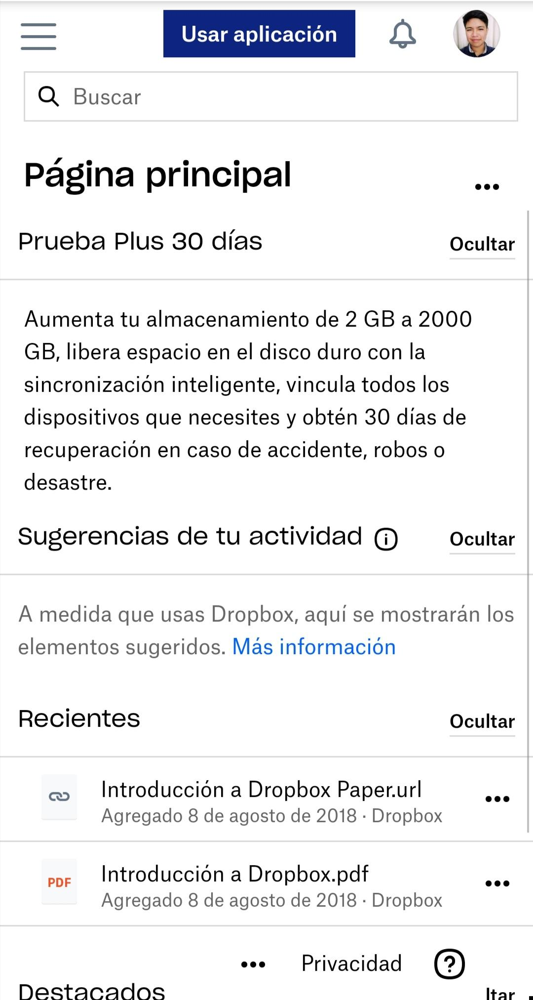 Usar aplicación
Buscar
Página principal
Prueba Plus 30 días
Ocultar
Aumenta tu almacenamiento de 2 GB a 2000
GB, libera espacio en el disco duro con la
sincronización inteligente, vincula todos los
dispositivos que necesites y obtén 30 días de
recuperación en caso de accidente, robos o
desastre.
Sugerencias de tu actividad
Ocultar
A medida que usas Dropbox, aquí se mostrarán los
elementos sugeridos. Más información
Recientes
Ocultar
Introducción a Dropbox Paper.url
Agregado 8 de agosto de 2018 · Dropbox
PDF
Introducción a Dropbox.pdf
Agregado 8 de agosto de 2018 · Dropbox
Privacidad
Destacados
ltar